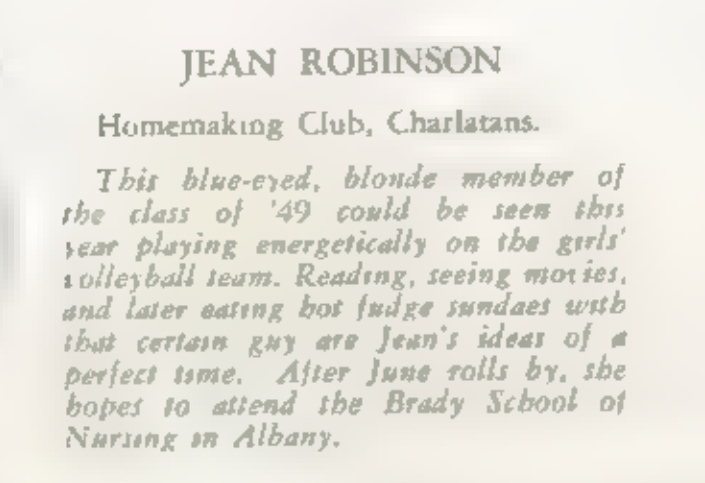 JEAN ROBINSON
Homemaking Club, Charlatans.
This blue-eyed, blonde member of
the class of '49 could be seen this
year playing energetically on the girls'
volleyball team. Reading, seeing movies,
and later eating hot fudge sundaes with
that certain guy are Jean's ideas of a
perfect time. After June rolls by, she
hopes to attend the Brady School of
Nursing in Albany.